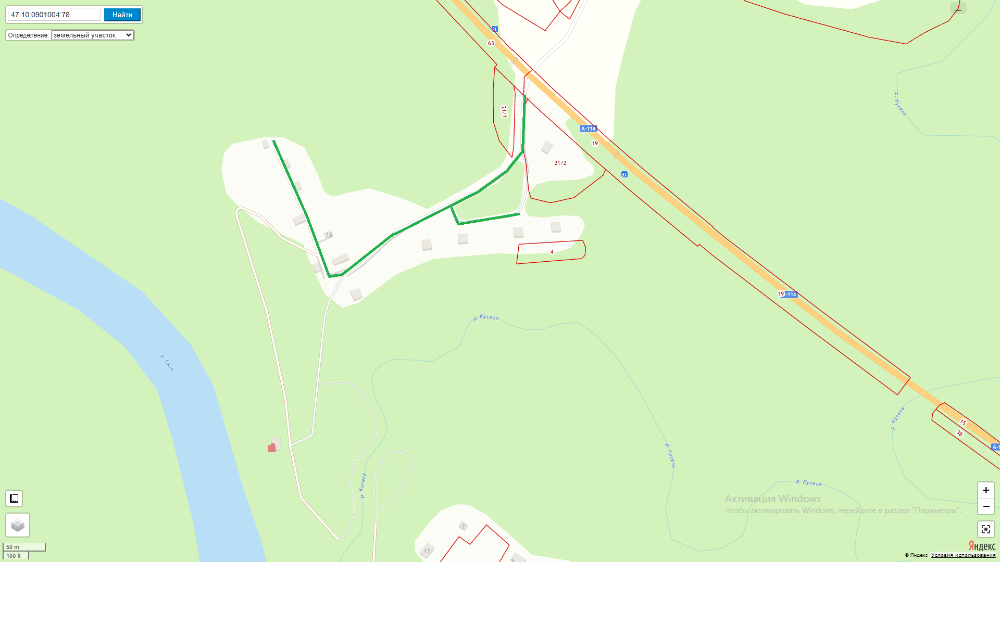 47:10:0901004:78
Найти
Определение: земельный участок
63
21/1
А-114
19
21/2
р. Кусега
13
4
19
А-114
р. Кусега
р. Сясь
15
38
р. Кусега
А-1
р. Кусега
р. Кусега
р. Кусега
Активация Windows
Чтобы активировать Windows, перейдите в раздел "Параметры".
+
−
7
17
5
50 m
100 ft
Яндекс
© Яндекс Условия использования